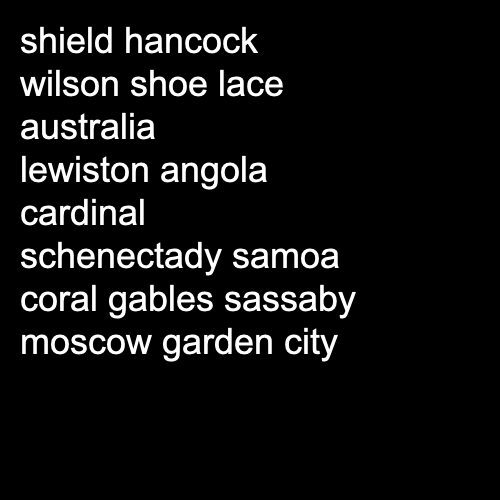 shield hancock
wilson shoe lace
australia
lewiston angola
cardinal
schenectady samoa
coral gables sassaby
moscow garden city